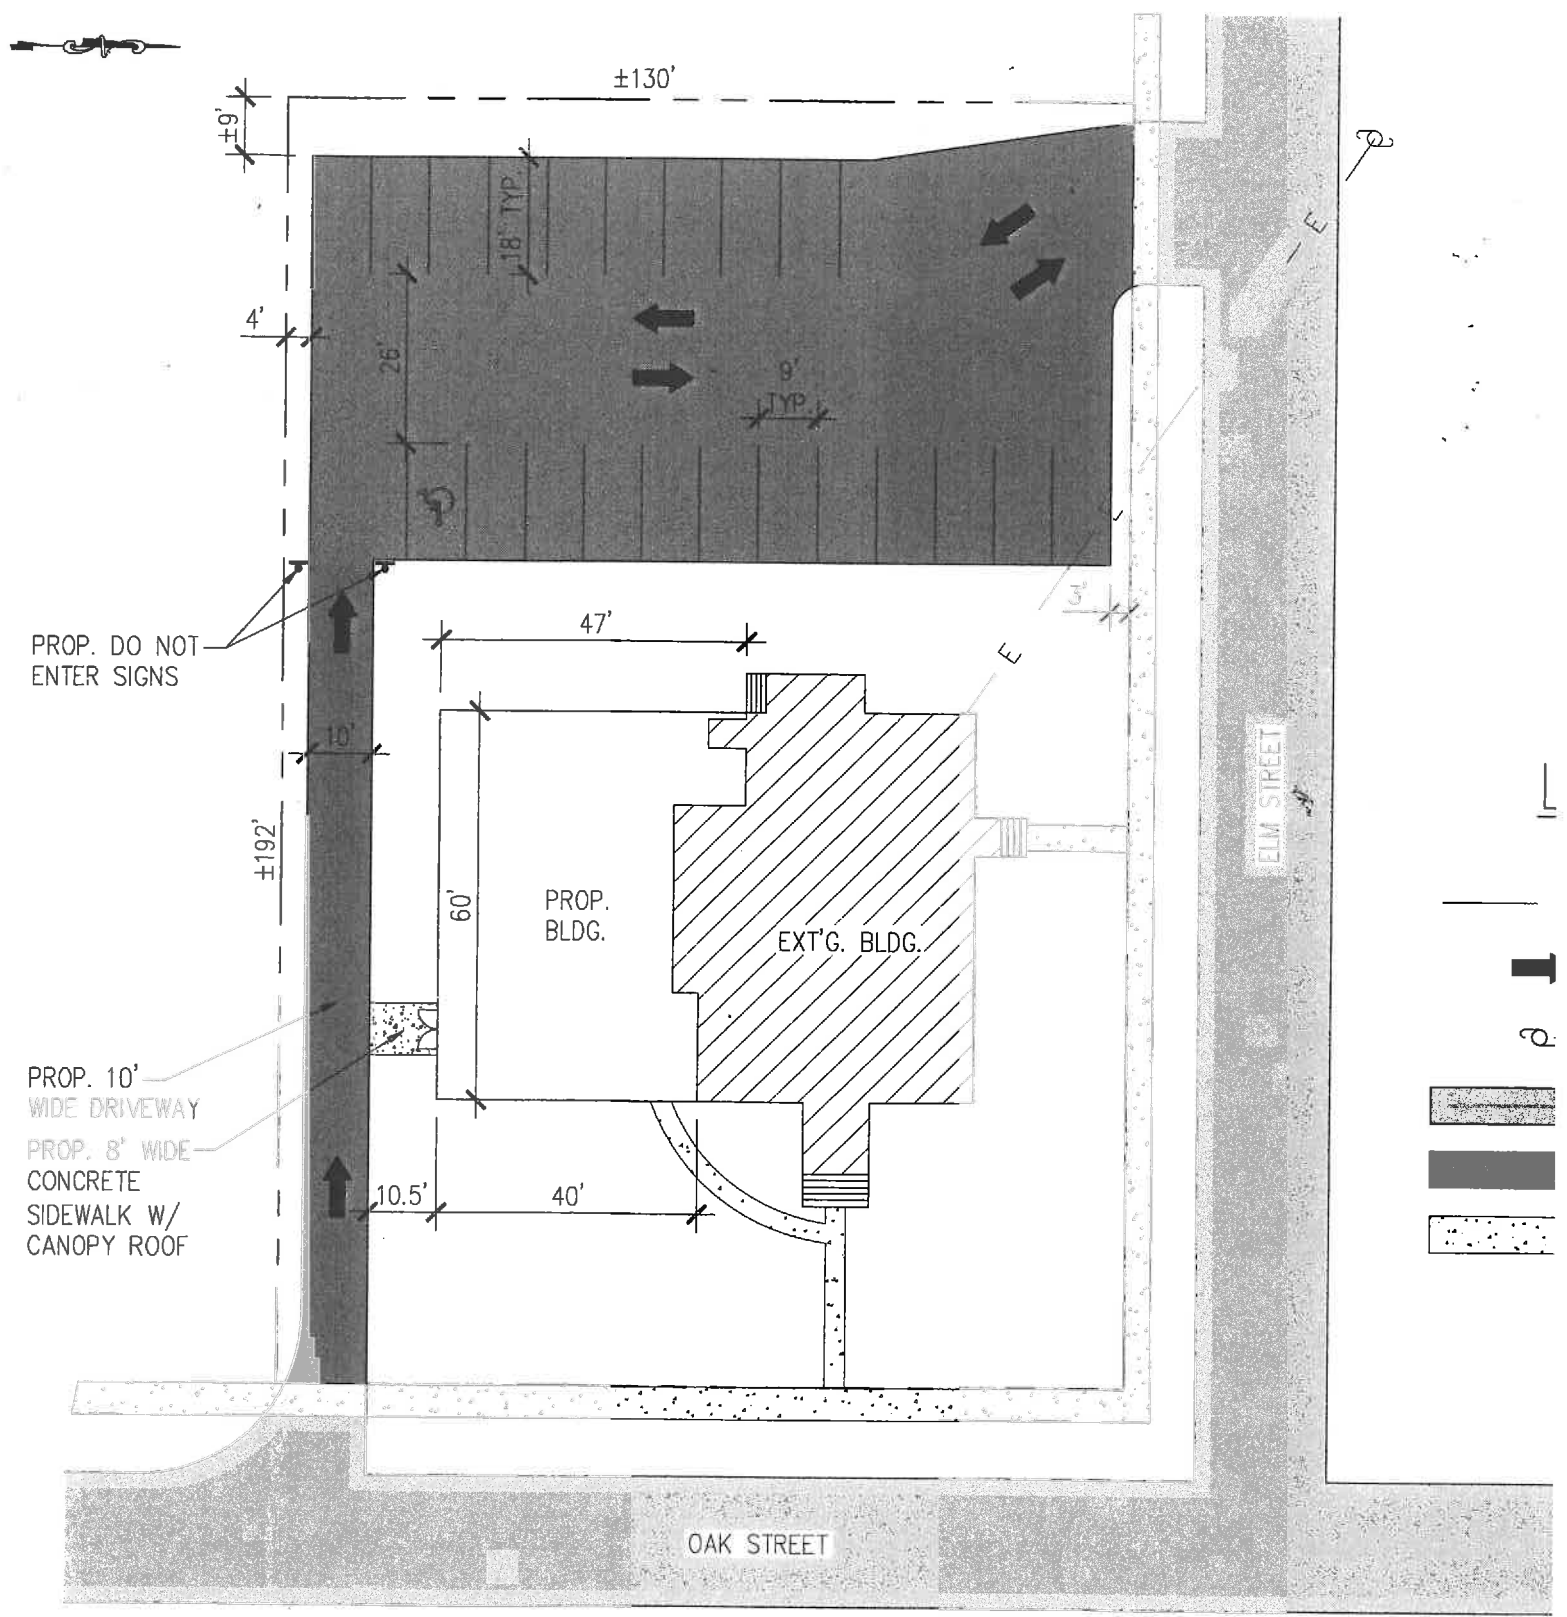 ±130'
±9'
18' TYP.
4'
26'
9'
TYP.
E
PROP. DO NOT
ENTER SIGNS
47'
3'
E
10'
±192'
60'
PROP.
BLDG.
EXT'G. BLDG.
ELM STREET
PROP. 10'
WIDE DRIVEWAY
PROP. 8' WIDE
CONCRETE
SIDEWALK W/
CANOPY ROOF
10.5'
40'
OAK STREET